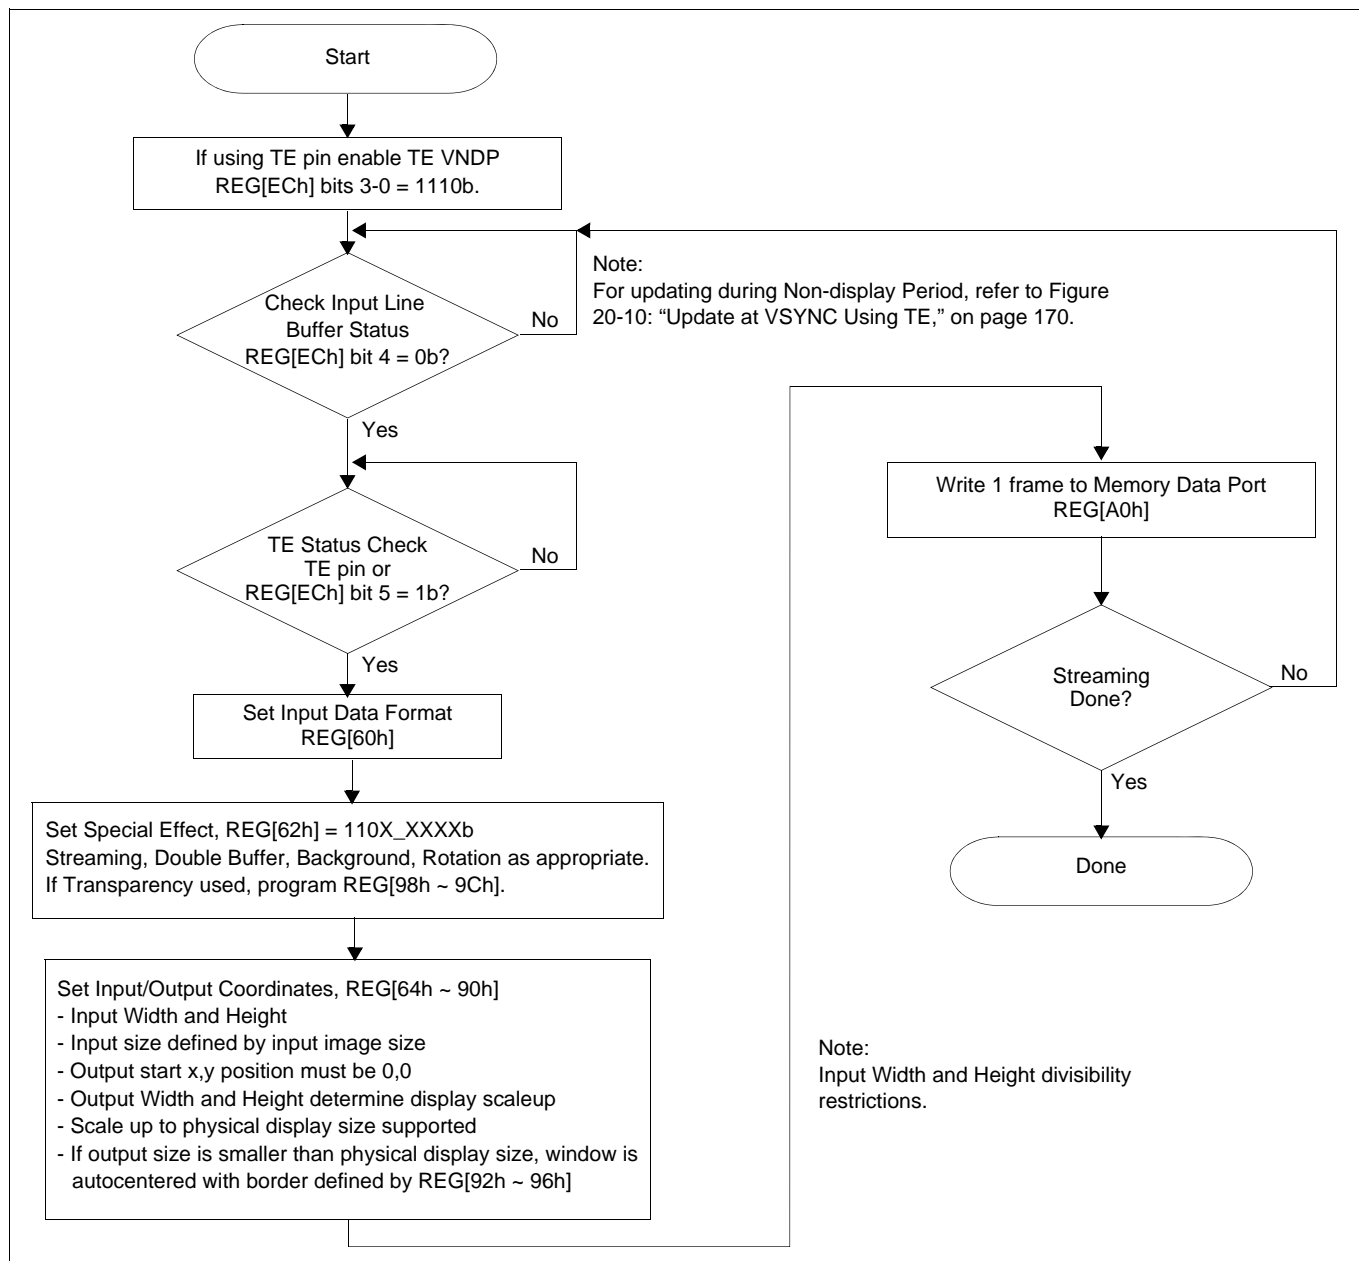 Start
If using TE pin enable TE VNDP
REG[ECh] bits 3-0 = 1110b.
Note:
For updating during Non-display Period, refer to Figure
20-10: “Update at VSYNC Using TE,” on page 170.
Check Input Line
Buffer Status
REG[ECh] bit 4 = 0b?
No
Yes
TE Status Check
TE pin or
REG[ECh] bit 5 = 1b?
No
Yes
Set Input Data Format
REG[60h]
Set Special Effect, REG[62h] = 110X_XXXXb
Streaming, Double Buffer, Background, Rotation as appropriate.
If Transparency used, program REG[98h ~ 9Ch].
Set Input/Output Coordinates, REG[64h ~ 90h]
- Input Width and Height
- Input size defined by input image size
- Output start x,y position must be 0,0
- Output Width and Height determine display scaleup
- Scale up to physical display size supported
- If output size is smaller than physical display size, window is
autocentered with border defined by REG[92h ~ 96h]
Write 1 frame to Memory Data Port
REG[A0h]
Streaming
Done?
No
Yes
Done
Note:
Input Width and Height divisibility
restrictions.